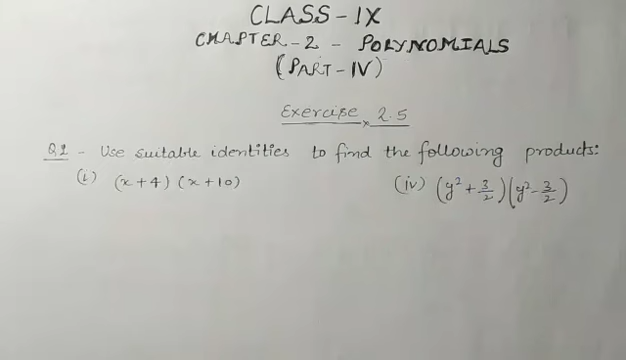 CLASS-IX
CHAPTER-2 - POLYNOMIALS
(PART-IV)
Exercise 2.5
Q1 - Use suitable identities to find the following products:
(i) (x+4)(x+10) (iv) (y²+3/2)(y²-3/2)